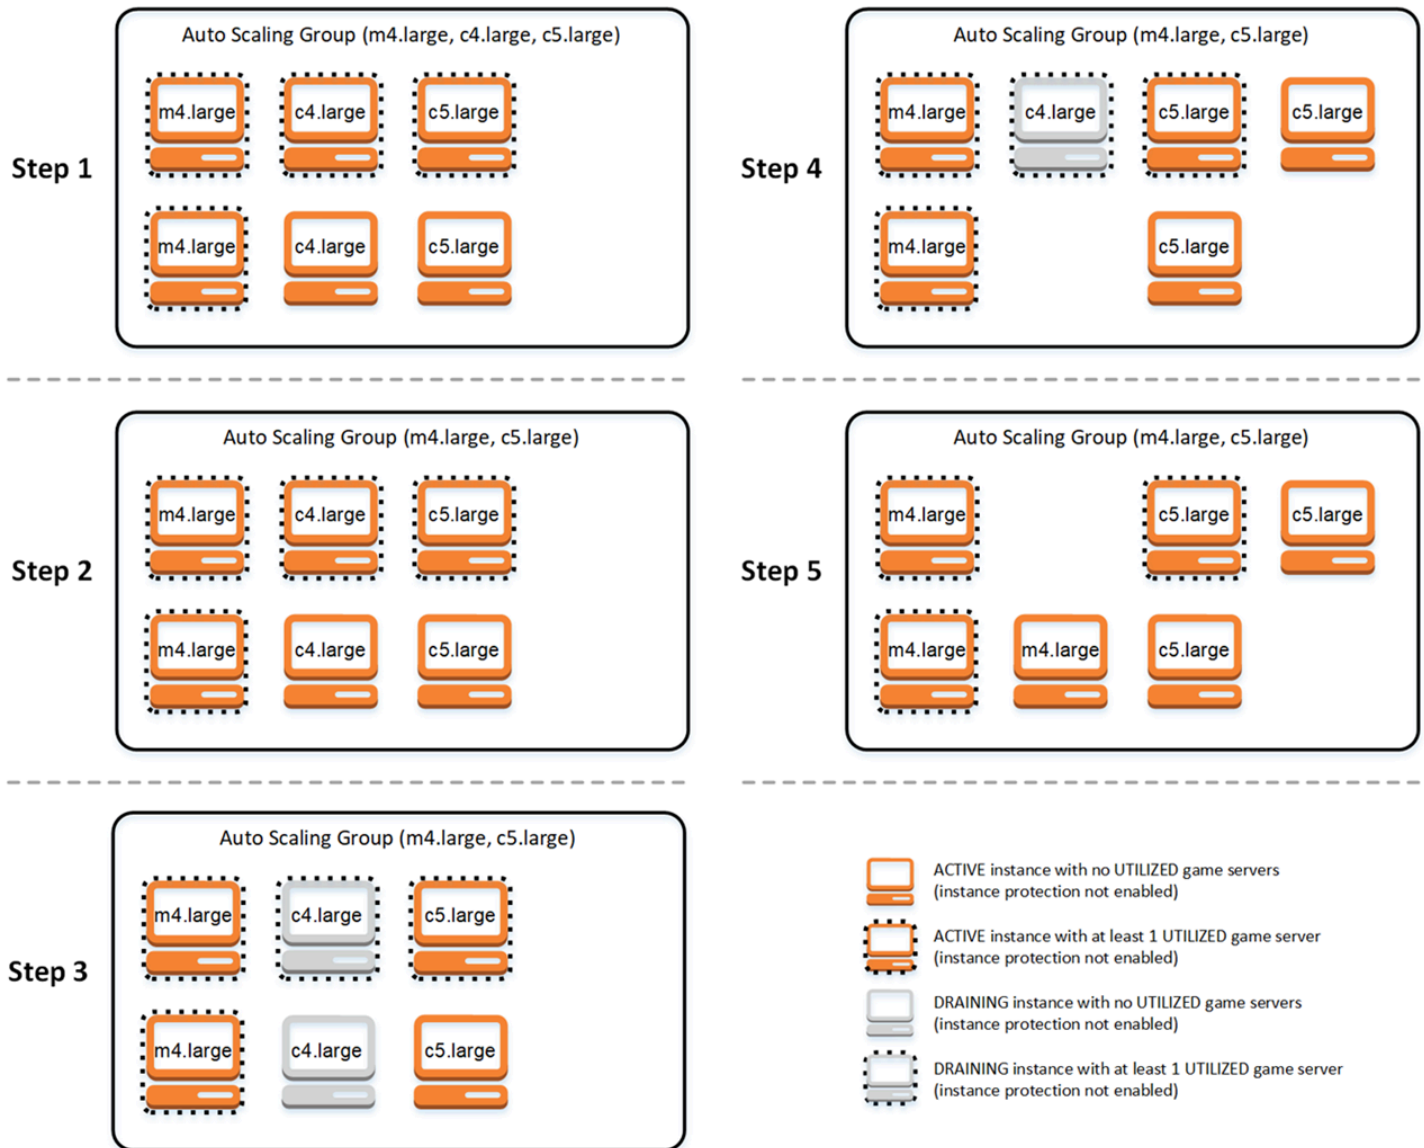 Auto Scaling Group (m4.large, c4.large, c5.large)
Step 1
m4.large
c4.large
c5.large
m4.large
c4.large
c5.large
Auto Scaling Group (m4.large, c5.large)
Step 2
m4.large
c4.large
c5.large
m4.large
c4.large
c5.large
Auto Scaling Group (m4.large, c5.large)
Step 3
m4.large
c4.large
c5.large
m4.large
c4.large
c5.large
Auto Scaling Group (m4.large, c5.large)
Step 4
m4.large
c4.large
c5.large
c5.large
m4.large
c5.large
Auto Scaling Group (m4.large, c5.large)
Step 5
m4.large
c5.large
c5.large
m4.large
m4.large
c5.large
ACTIVE instance with no UTILIZED game servers
(instance protection not enabled)
ACTIVE instance with at least 1 UTILIZED game server
(instance protection not enabled)
DRAINING instance with no UTILIZED game servers
(instance protection not enabled)
DRAINING instance with at least 1 UTILIZED game server
(instance protection not enabled)